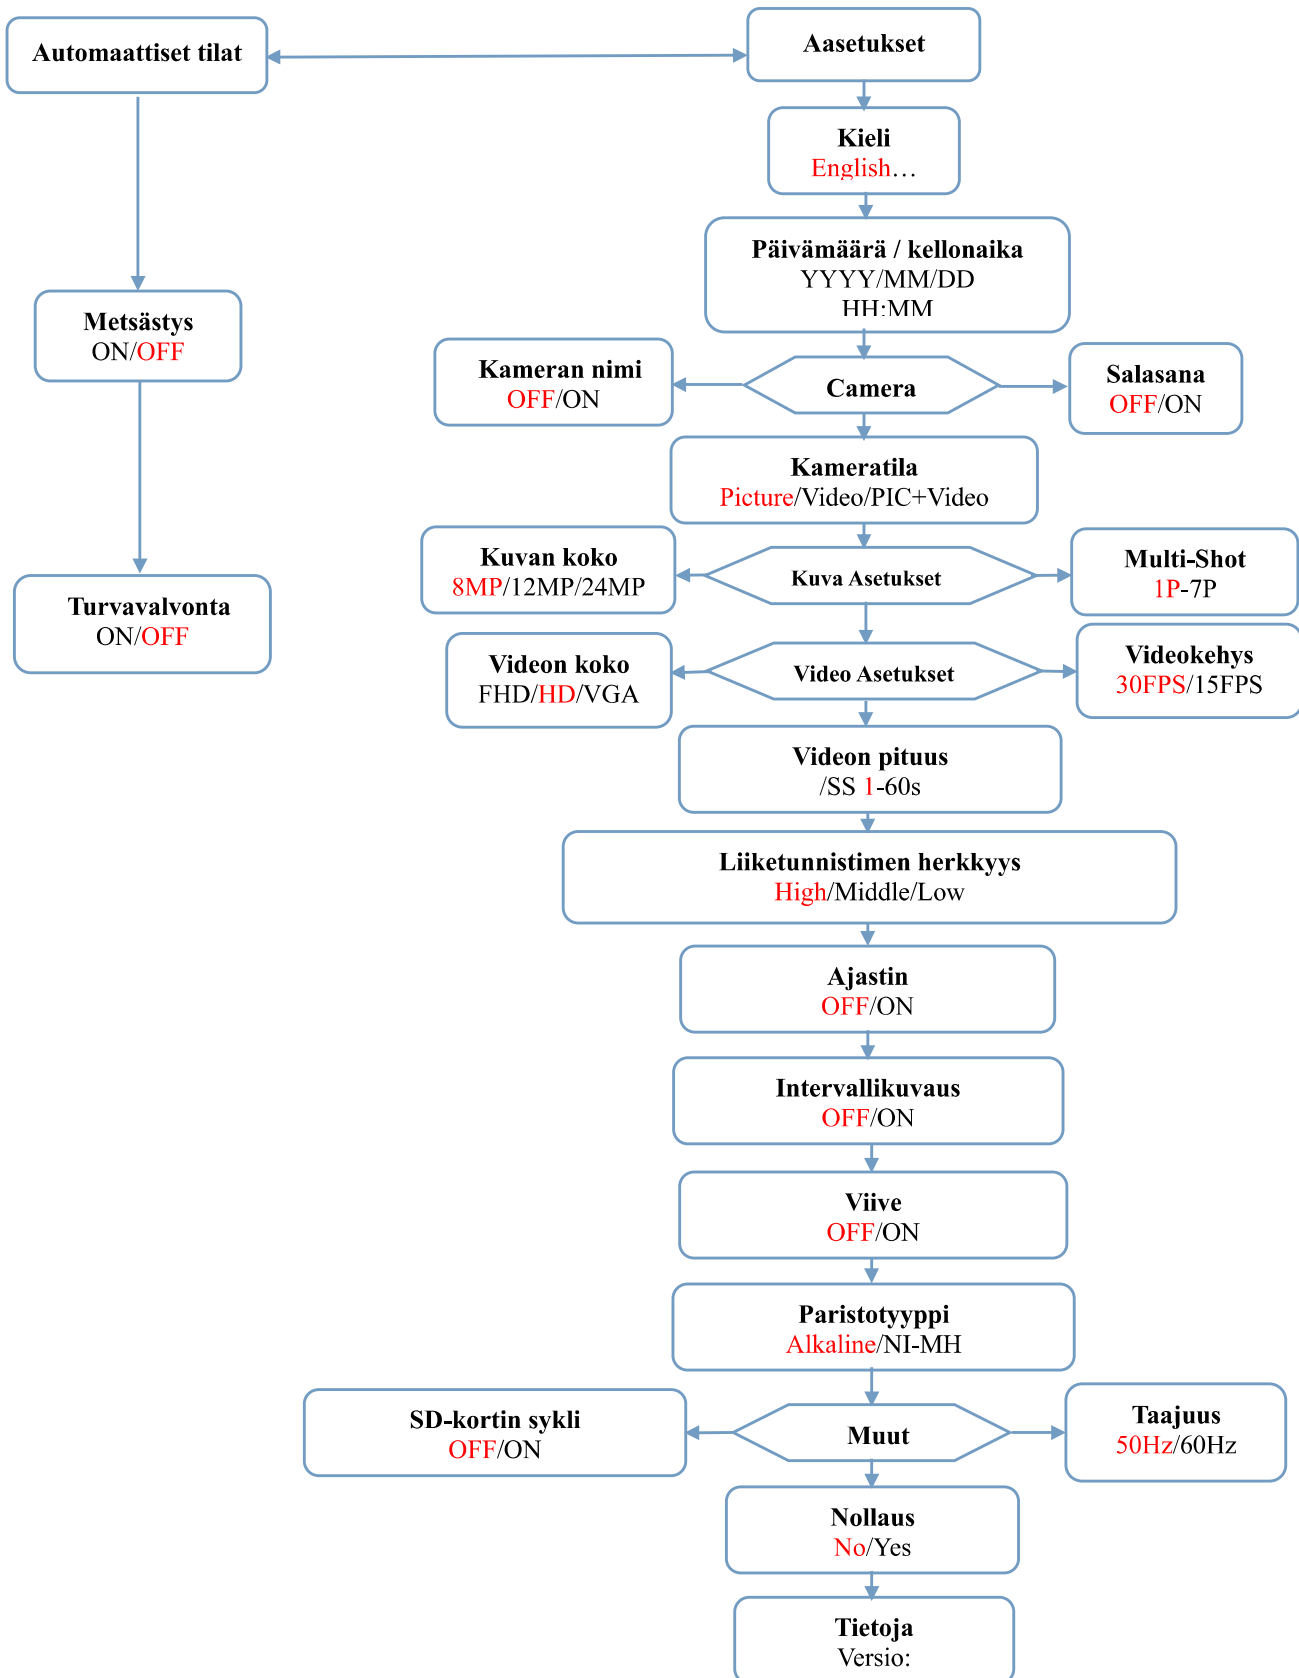 Automaattiset tilat
Aasetukset
Kieli
English…
Päivämäärä / kellonaika
YYYY/MM/DD
HH:MM
Metsästys
ON/OFF
Kameran nimi
OFF/ON
Camera
Salasana
OFF/ON
Kameratila
Picture/Video/PIC+Video
Kuvan koko
8MP/12MP/24MP
Kuva Asetukset
Multi-Shot
1P-7P
Turvavalvonta
ON/OFF
Videon koko
FHD/HD/VGA
Video Asetukset
Videokehys
30FPS/15FPS
Videon pituus
/SS 1-60s
Liiketunnistimen herkkyys
High/Middle/Low
Ajastin
OFF/ON
Intervallikuvaus
OFF/ON
Viive
OFF/ON
Paristotyyppi
Alkaline/NI-MH
SD-kortin sykli
OFF/ON
Muut
Taajuus
50Hz/60Hz
Nollaus
No/Yes
Tietoja
Versio: